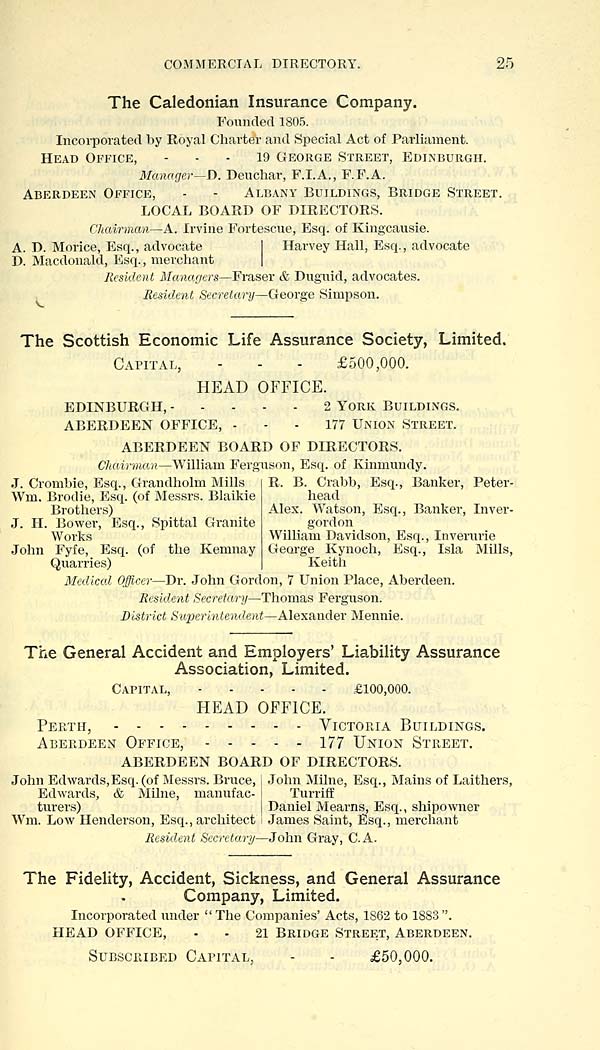 COMMERCIAL DIRECTORY. 25
The Caledonian Insurance Company.
Founded 1805.
Incorporated by Royal Charter and Special Act of Parliament.
HEAD OFFICE, - - - 19 GEORGE STREET, EDINBURGH.
Manager—D. Deuchar, F.I.A., F.F.A.
ABERDEEN OFFICE, - - ALBANY BUILDINGS, BRIDGE STREET.
LOCAL BOARD OF DIRECTORS.
Chairman—A. Irvine Fortescue, Esq. of Kingcausie.
A. D. Morice, Esq., advocate
D. Macdonald, Esq., merchant
Harvey Hall, Esq., advocate
Resident Managers—Fraser & Duguid, advocates.
Resident Secretary—George Simpson.
The Scottish Economic Life Assurance Society, Limited.
CAPITAL, - - - £500,000.
HEAD OFFICE.
EDINBURGH, - - - - - 2 YORK BUILDINGS.
ABERDEEN OFFICE, - - - 177 UNION STREET.
ABERDEEN BOARD OF DIRECTORS.
Chairman—William Ferguson, Esq. of Kinmundy.
J. Crombie, Esq., Grandholm Mills
Wm. Brodie, Esq. (of Messrs. Blaikie
Brothers)
J. H. Bower, Esq., Spittal Granite
Works
John Fyfe, Esq. (of the Kemnay
Quarries)
R. B. Crabb, Esq., Banker, Peter-
head
Alex. Watson, Esq., Banker, Inver-
gordon
William Davidson, Esq., Inverurie
George Kynoch, Esq., Isla Mills,
Keith
Medical Officer—Dr. John Gordon, 7 Union Place, Aberdeen.
Resident Secretary—Thomas Ferguson.
District Superintendent—Alexander Mennie.
The General Accident and Employers' Liability Assurance
Association, Limited.
CAPITAL, - - - - - £100,000.
HEAD OFFICE.
PERTH, - - - - - - - - - VICTORIA BUILDINGS.
ABERDEEN OFFICE, - - - - - 177 UNION STREET.
ABERDEEN BOARD OF DIRECTORS.
John Edwards, Esq. (of Messrs. Bruce,
Edwards, & Milne, manufac-
turers)
Wm. Low Henderson, Esq., architect
John Milne, Esq., Mains of Laithers,
Turriff
Daniel Mearns, Esq., shipowner
James Saint, Esq., merchant
Resident Secretary—John Gray, C.A.
The Fidelity, Accident, Sickness, and General Assurance
Company, Limited.
Incorporated under "The Companies' Acts, 1862 to 1883".
HEAD OFFICE, - - 21 BRIDGE STREET, ABERDEEN.
SUBSCRIBED CAPITAL, - - £50,000.